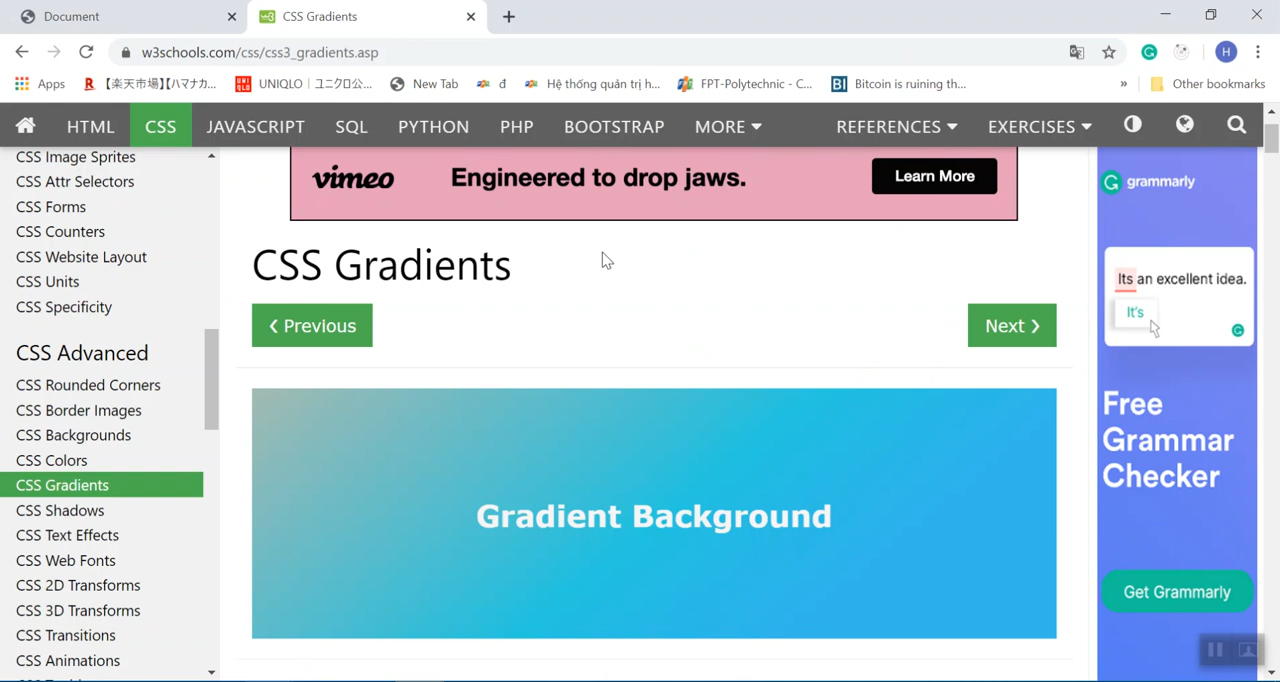 Document
CSS Gradients
w3schools.com/css/css3_gradients.asp
H
Apps
【楽天市場】【ハマナカ...
UNIQLO | ユニクロ公...
New Tab
đ
Hệ thống quản trị h...
FPT-Polytechnic - C...
Bitcoin is ruining th...
»
Other bookmarks
HTML
CSS
JAVASCRIPT
SQL
PYTHON
PHP
BOOTSTRAP
MORE
REFERENCES
EXERCISES
CSS Image Sprites
CSS Attr Selectors
CSS Forms
CSS Counters
CSS Website Layout
CSS Units
CSS Specificity
CSS Advanced
CSS Rounded Corners
CSS Border Images
CSS Backgrounds
CSS Colors
CSS Gradients
CSS Shadows
CSS Text Effects
CSS Web Fonts
CSS 2D Transforms
CSS 3D Transforms
CSS Transitions
CSS Animations
vimeo
Engineered to drop jaws.
Learn More
CSS Gradients
❮ Previous
Next ❯
Gradient Background
grammarly
Its an excellent idea.
It's
Free
Grammar
Checker
Get Grammarly